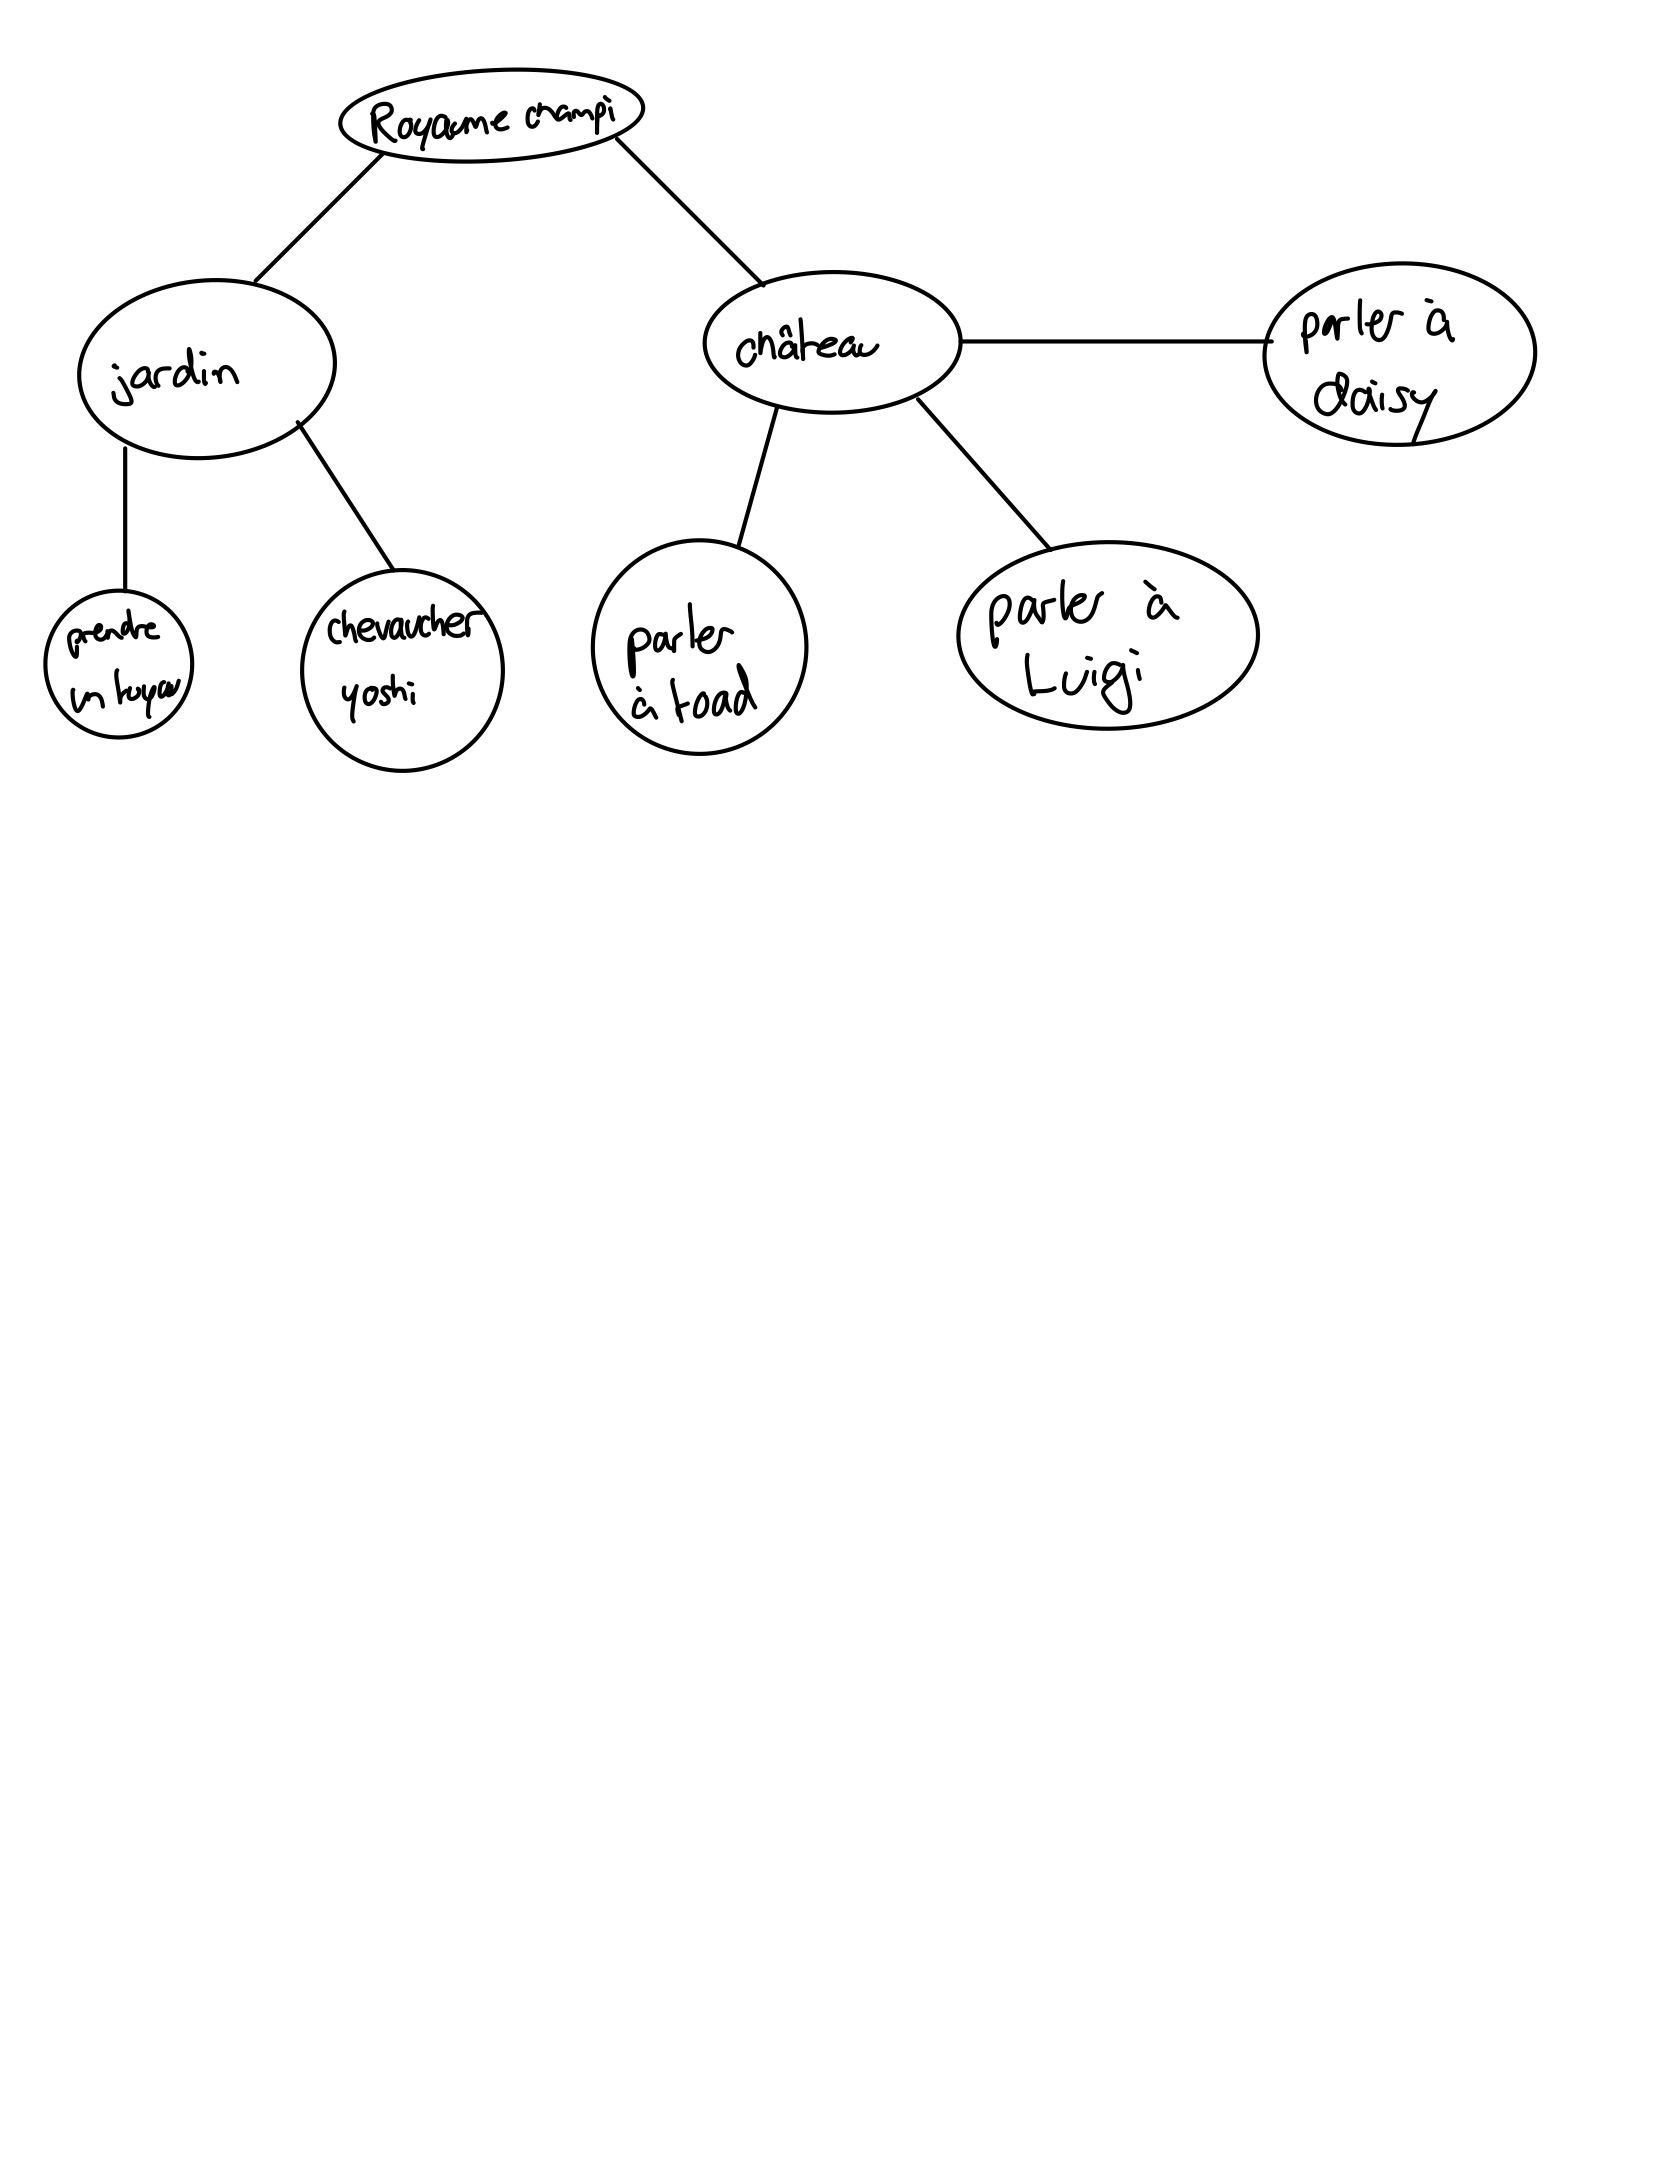 Royaume champi
jardin
château
parler à
daisy
prendre
un tuyau
chevaucher
yoshi
parler
à toad
parler à
Luigi